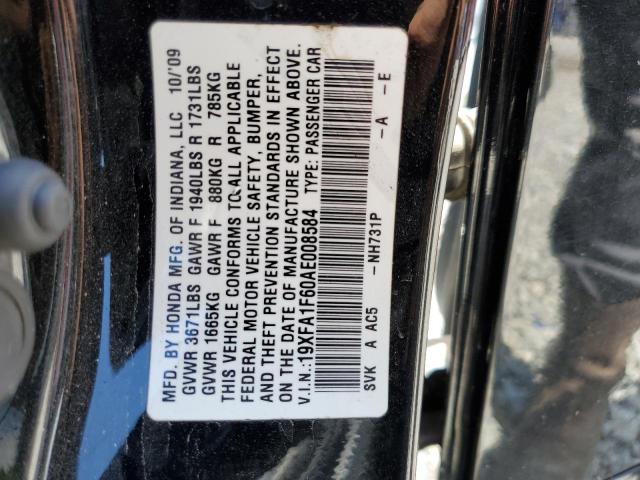 MFD. BY HONDA MFG. OF INDIANA, LLC 10/'09
GVWR 3671LBS GAWR F 1940LBS R 1731LBS
GVWR 1665KG GAWR F 880KG R 785KG
THIS VEHICLE CONFORMS TO ALL APPLICABLE
FEDERAL MOTOR VEHICLE SAFETY, BUMPER,
AND THEFT PREVENTION STANDARDS IN EFFECT
ON THE DATE OF MANUFACTURE SHOWN ABOVE.
V.I.N.:19XFA1F60AE008584 TYPE: PASSENGER CAR
SVK A AC5 -NH731P -A -E